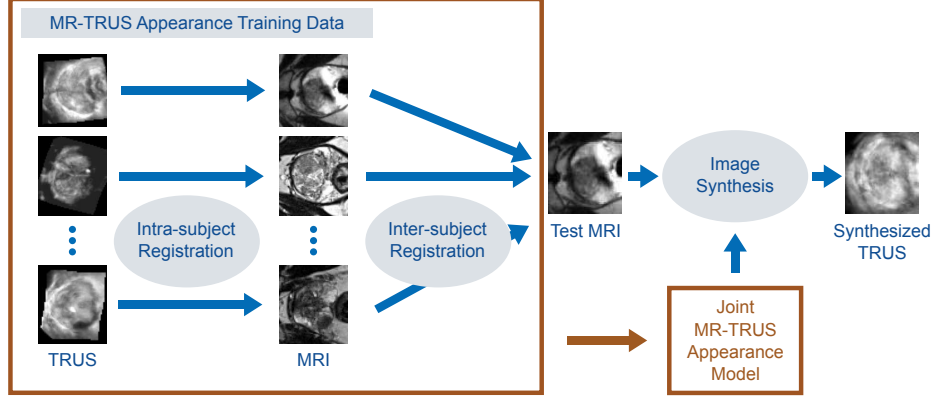 MR-TRUS Appearance Training Data
Intra-subject
Registration
Inter-subject
Registration
TRUS
MRI
Test MRI
Image
Synthesis
Synthesized
TRUS
Joint
MR-TRUS
Appearance
Model